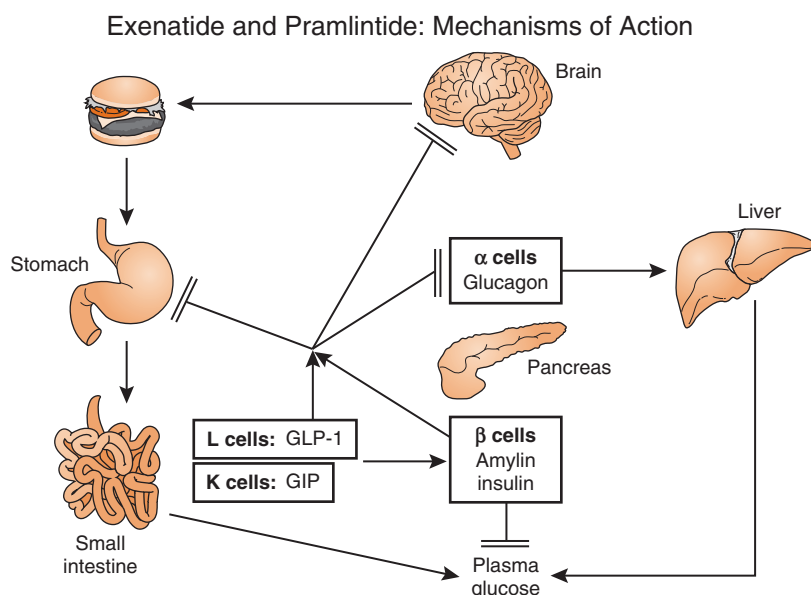 Exenatide and Pramlintide: Mechanisms of Action
Brain
Liver
Stomach
α cells
Glucagon
Pancreas
L cells: GLP-1
K cells: GIP
β cells
Amylin
insulin
Small
intestine
Plasma
glucose